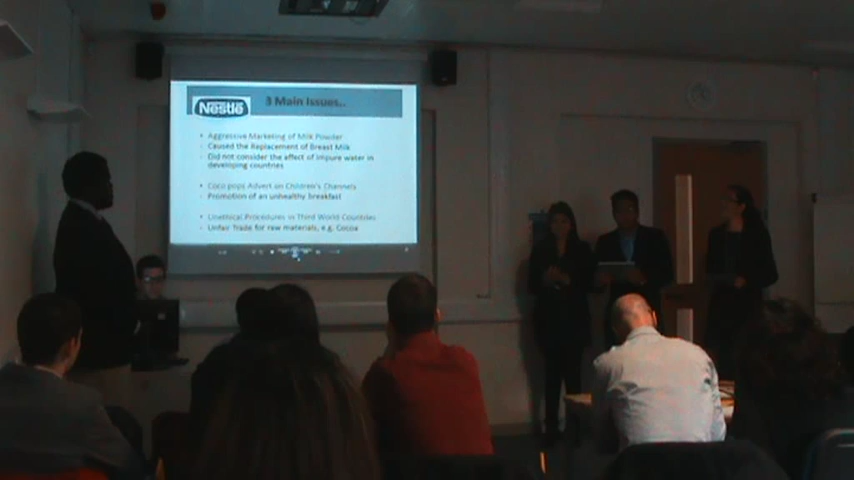 Nestlé
3 Main Issues..
Aggressive Marketing of Milk Powder
- Caused the Replacement of Breast Milk
- Did not consider the affect of impure water in
developing countries
Coco pops Advert on Children's Channels
- Promotion of an unhealthy breakfast
Unethical Procedures in Third World Countries
- Unfair Trade for raw materials, e.g. Cocoa